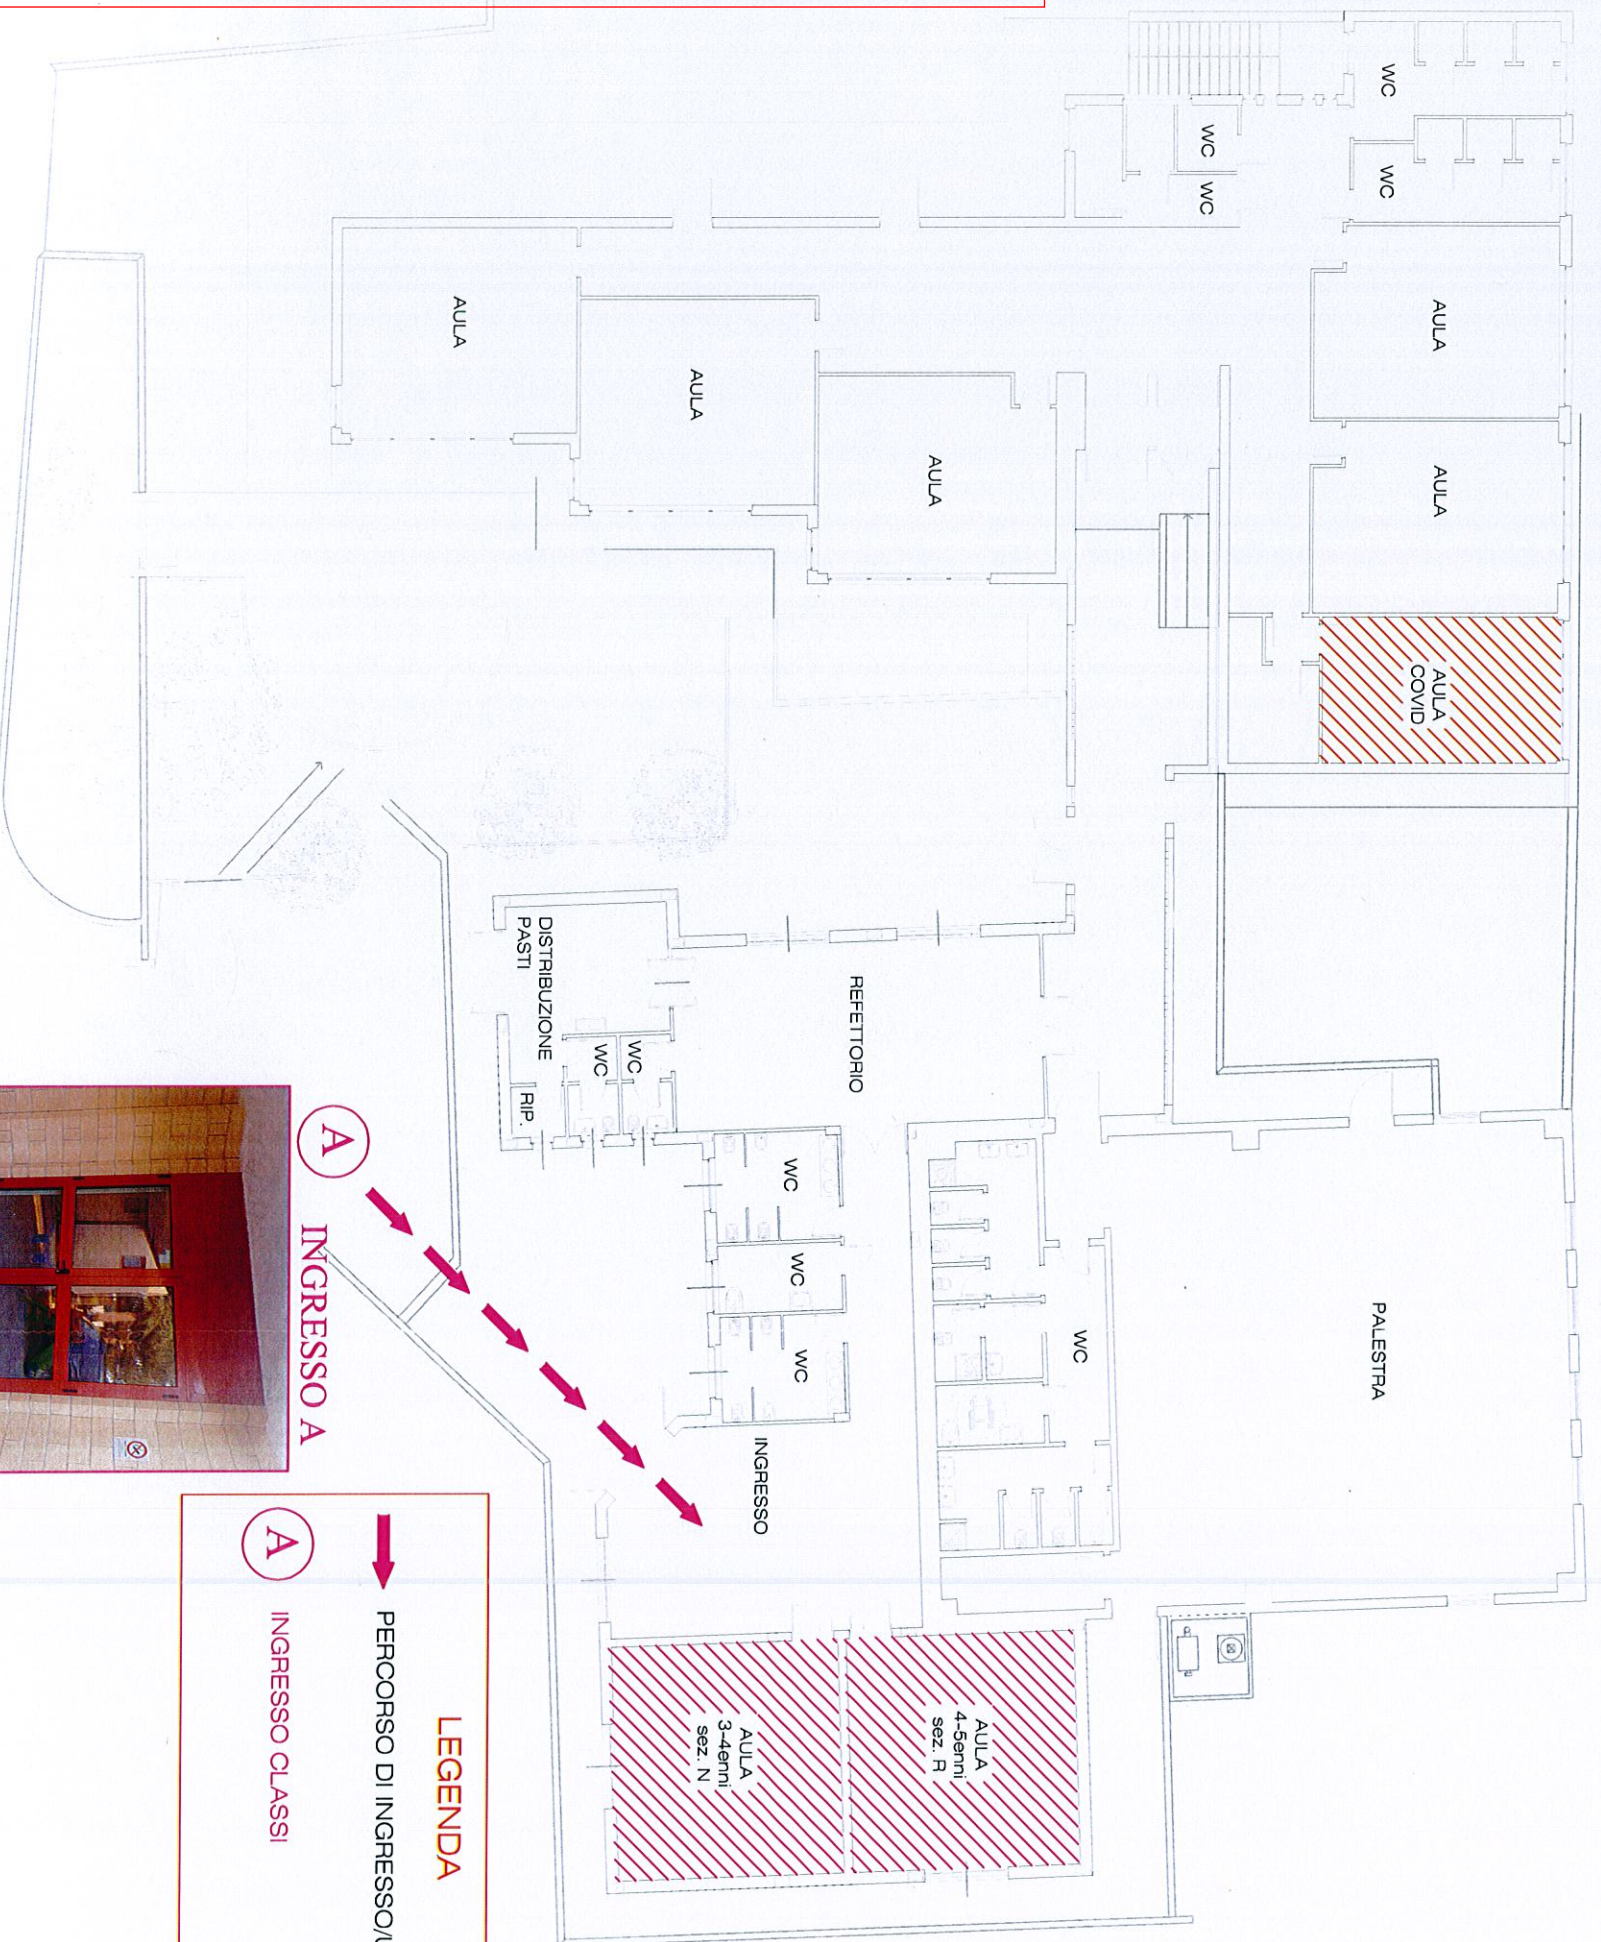 WC
WC
WC
WC
AULA
AULA
AULA
COVID
AULA
AULA
AULA
REFETTORIO
DISTRIBUZIONE
PASTI
WC
WC
RIP.
WC
WC
WC
WC
PALESTRA
INGRESSO
AULA
4-5enni
sez. R
AULA
3-4enni
sez. N
A INGRESSO A
LEGENDA
PERCORSO DI INGRESSO/
A INGRESSO CLASSI